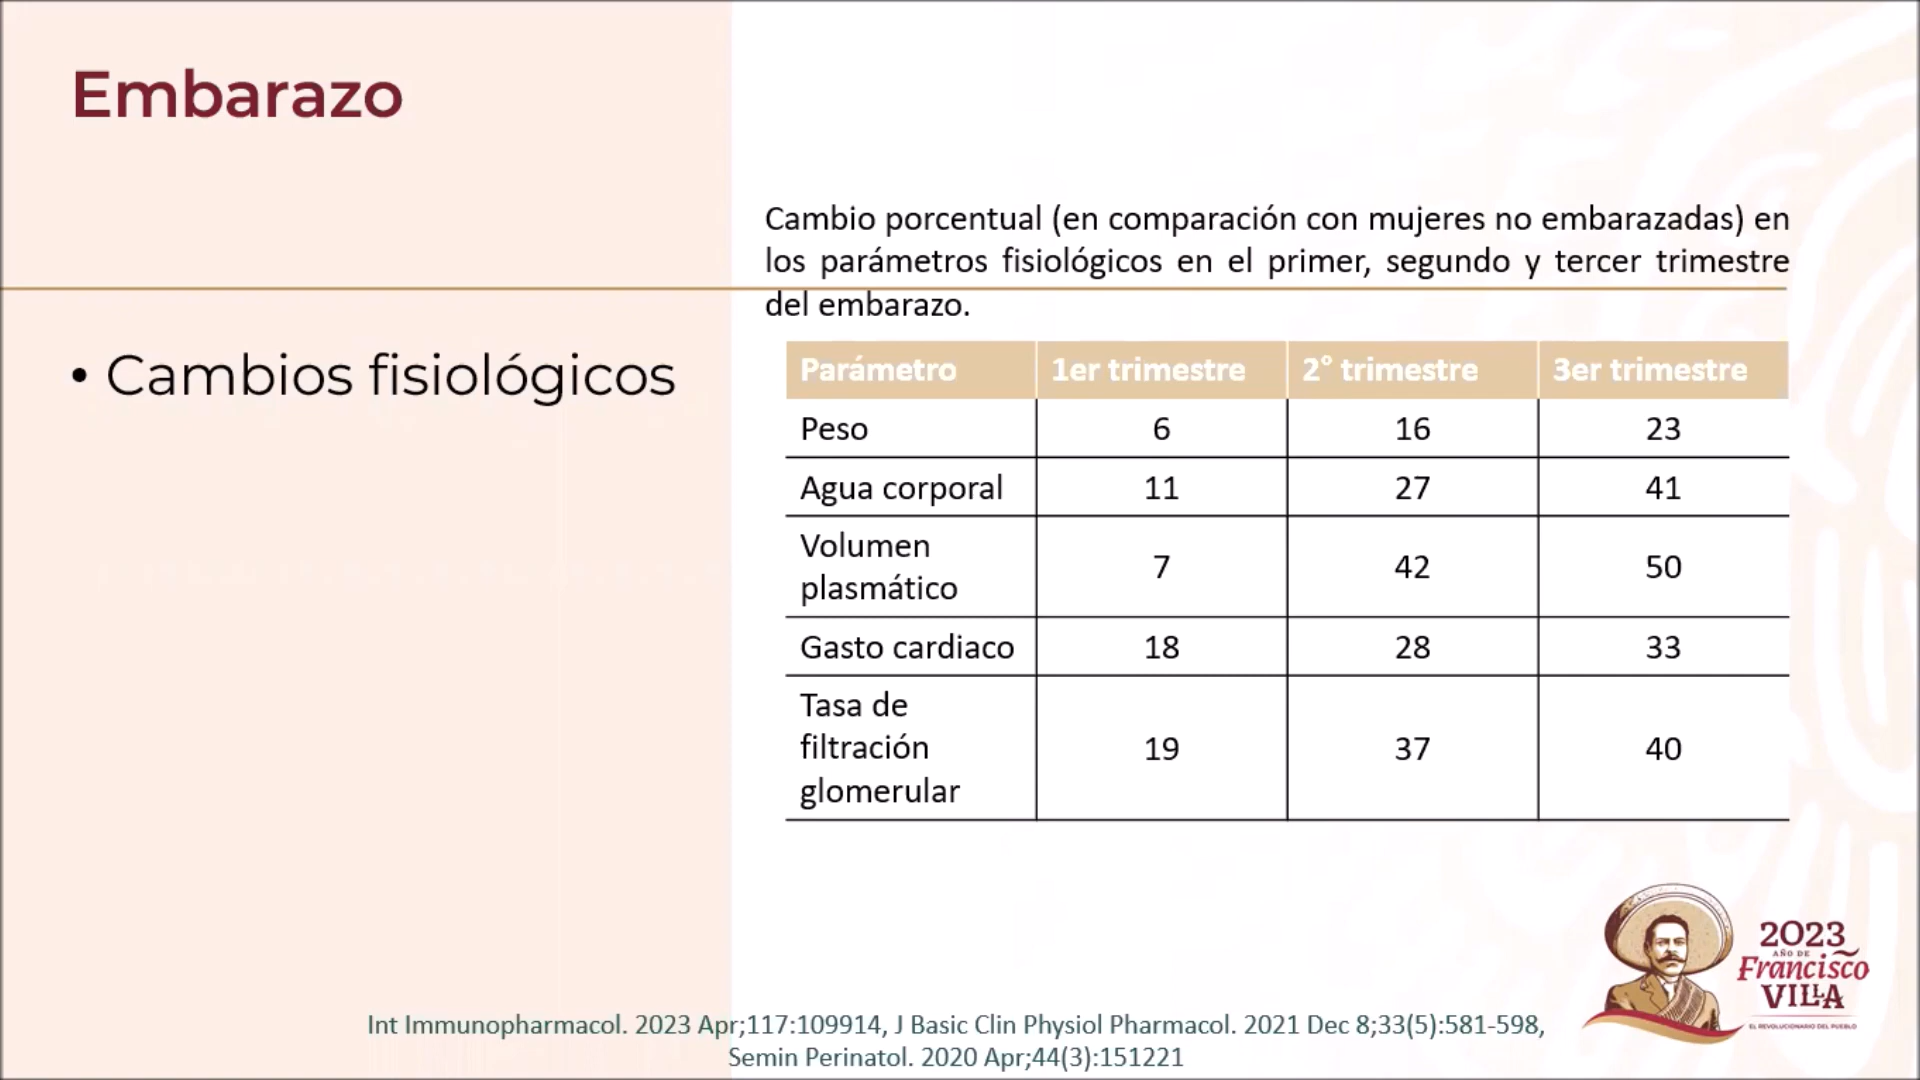 Embarazo
• Cambios fisiológicos
Cambio porcentual (en comparación con mujeres no embarazadas) en
los parámetros fisiológicos en el primer, segundo y tercer trimestre
del embarazo.
Parámetro 1er trimestre 2° trimestre 3er trimestre
Peso 6 16 23
Agua corporal 11 27 41
Volumen
plasmático 7 42 50
Gasto cardiaco 18 28 33
Tasa de
filtración
glomerular 19 37 40
2023
AÑO DE
Francisco
VILLA
EL REVOLUCIONARIO DEL PUEBLO
Int Immunopharmacol. 2023 Apr;117:109914, J Basic Clin Physiol Pharmacol. 2021 Dec 8;33(5):581-598,
Semin Perinatol. 2020 Apr;44(3):151221